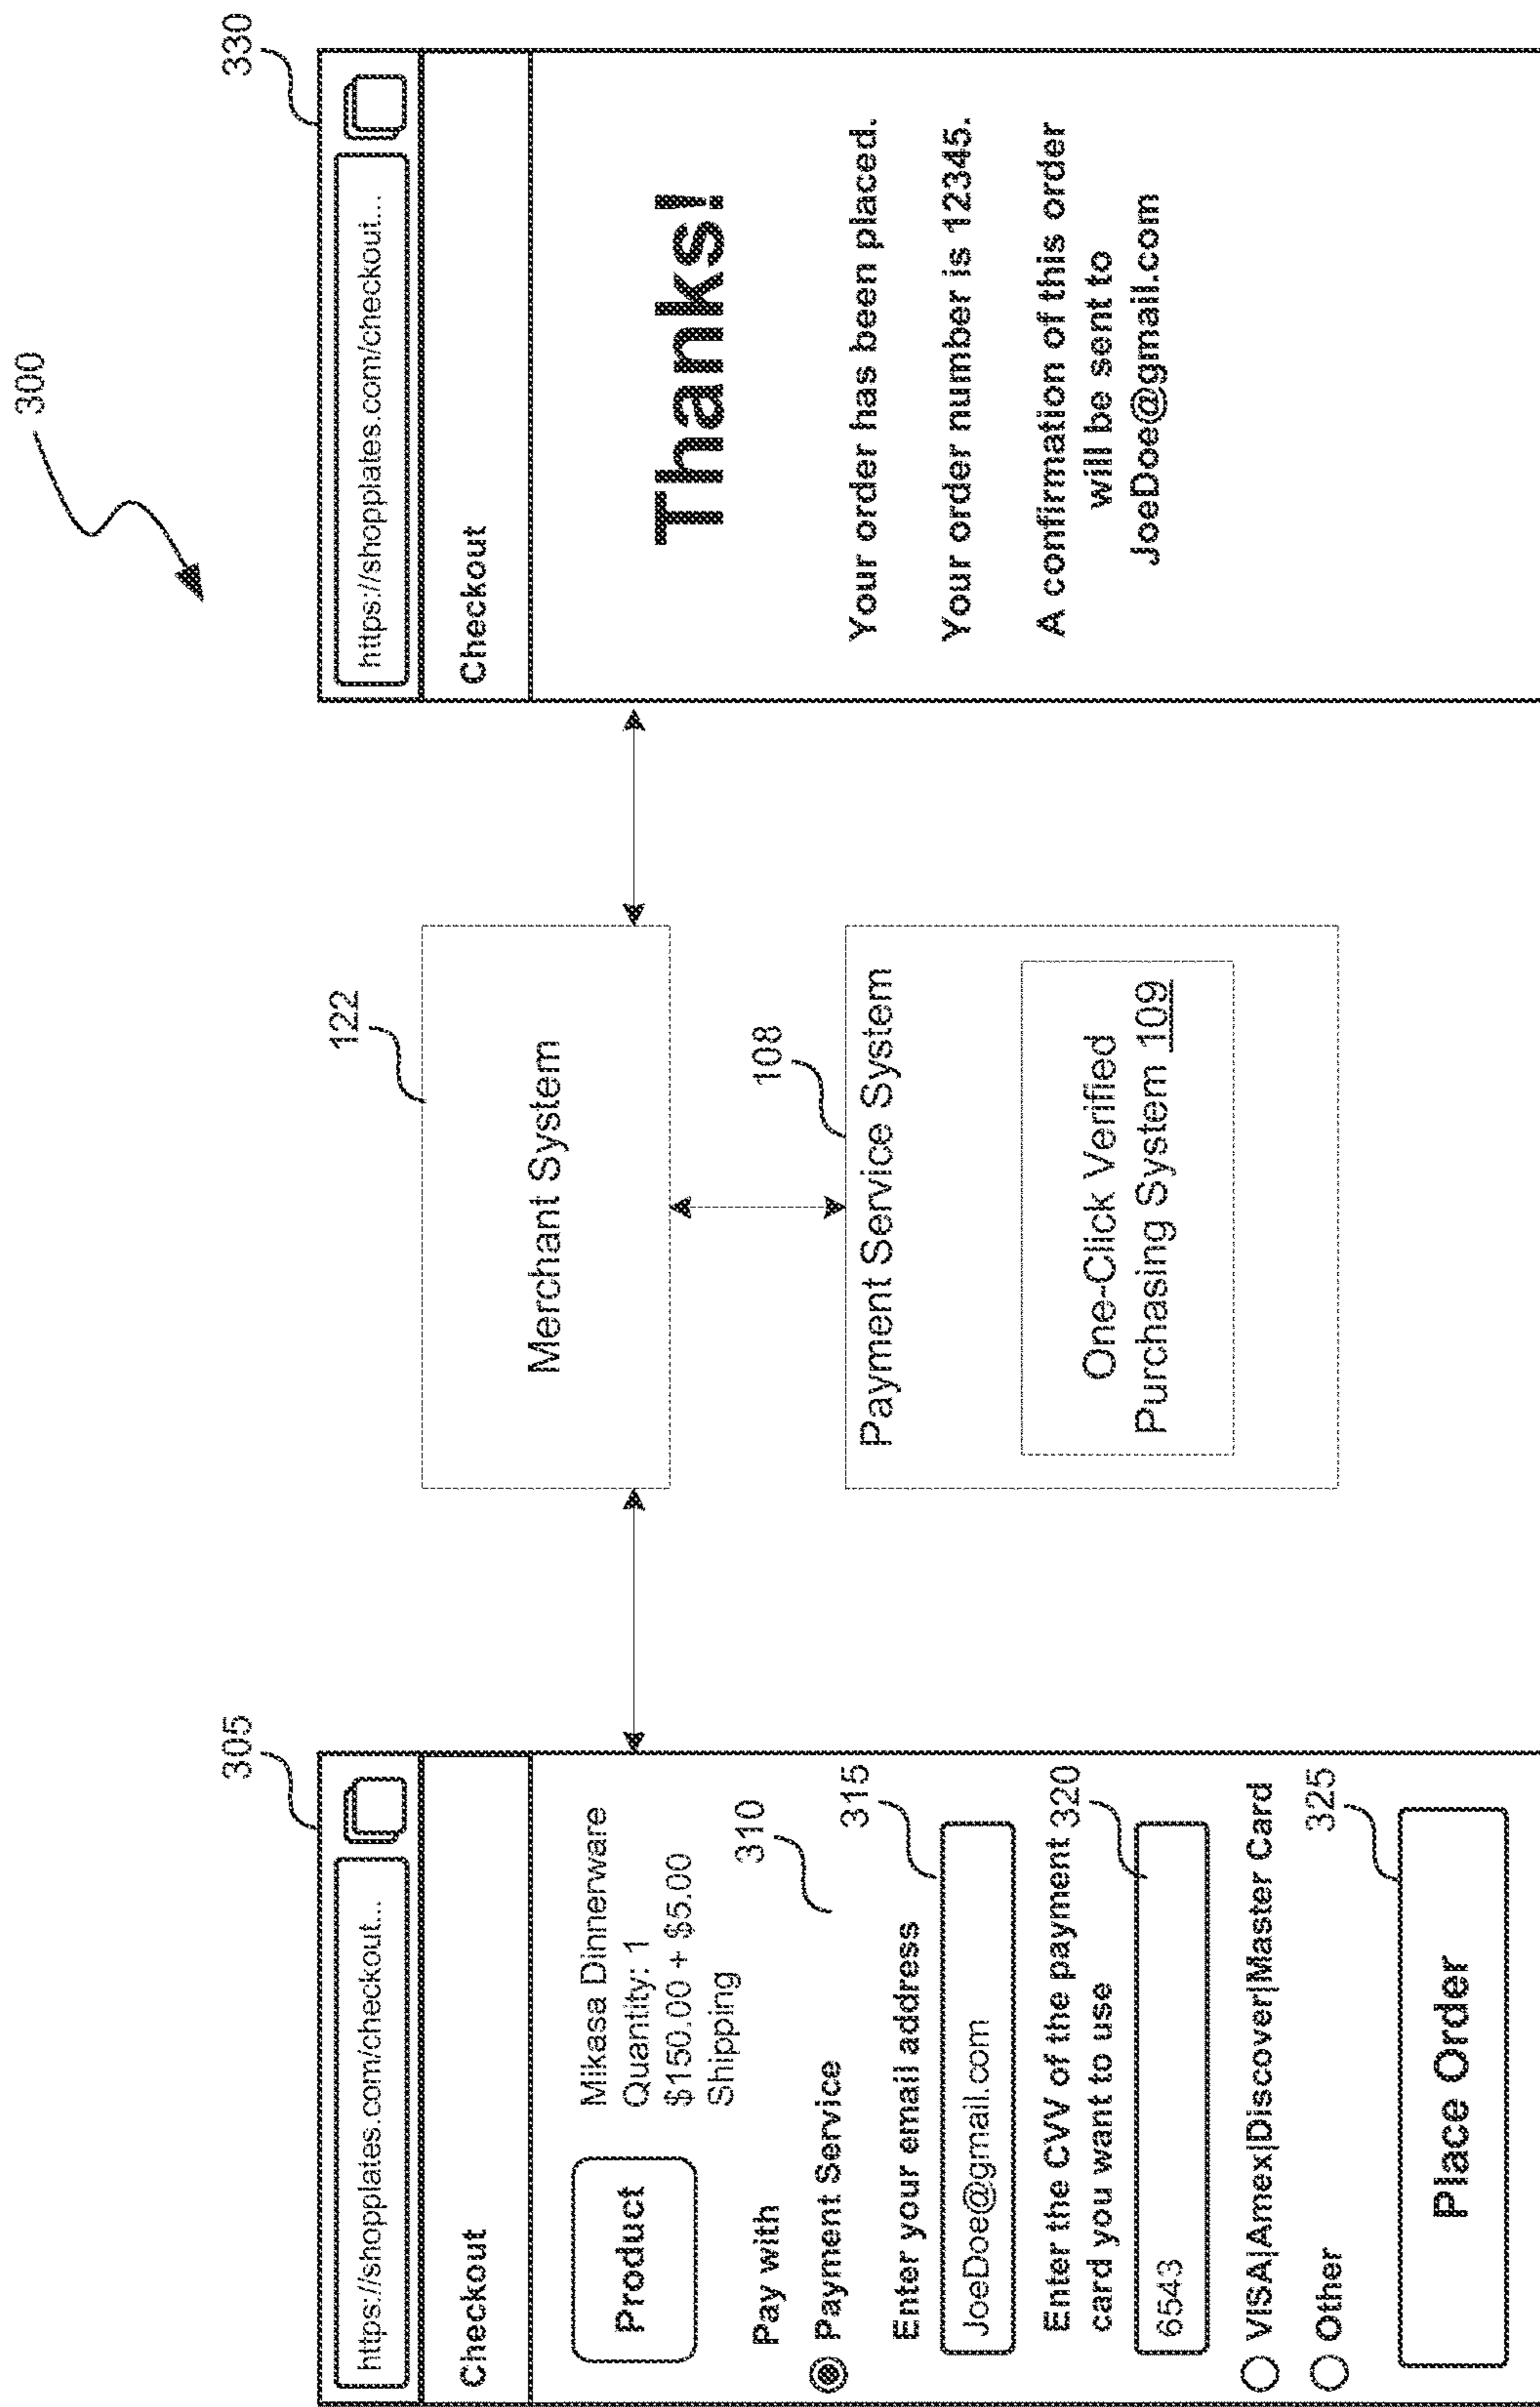 300
305
https://shopplates.com/checkout...
Checkout
Product
Mikasa Dinnerware
Quantity: 1
$150.00 + $5.00
Shipping
Pay with
310
Payment Service
Enter your email address
315
JoeDoe@gmail.com
Enter the CVV of the payment
card you want to use
320
6543
VISA|Amex|Discover|Master Card
Other
325
Place Order
122
Merchant System
108
Payment Service System
One-Click Verified
Purchasing System 109
330
https://shopplates.com/checkout...
Checkout
Thanks!
Your order has been placed.
Your order number is 12345.
A confirmation of this order
will be sent to
JoeDoe@gmail.com